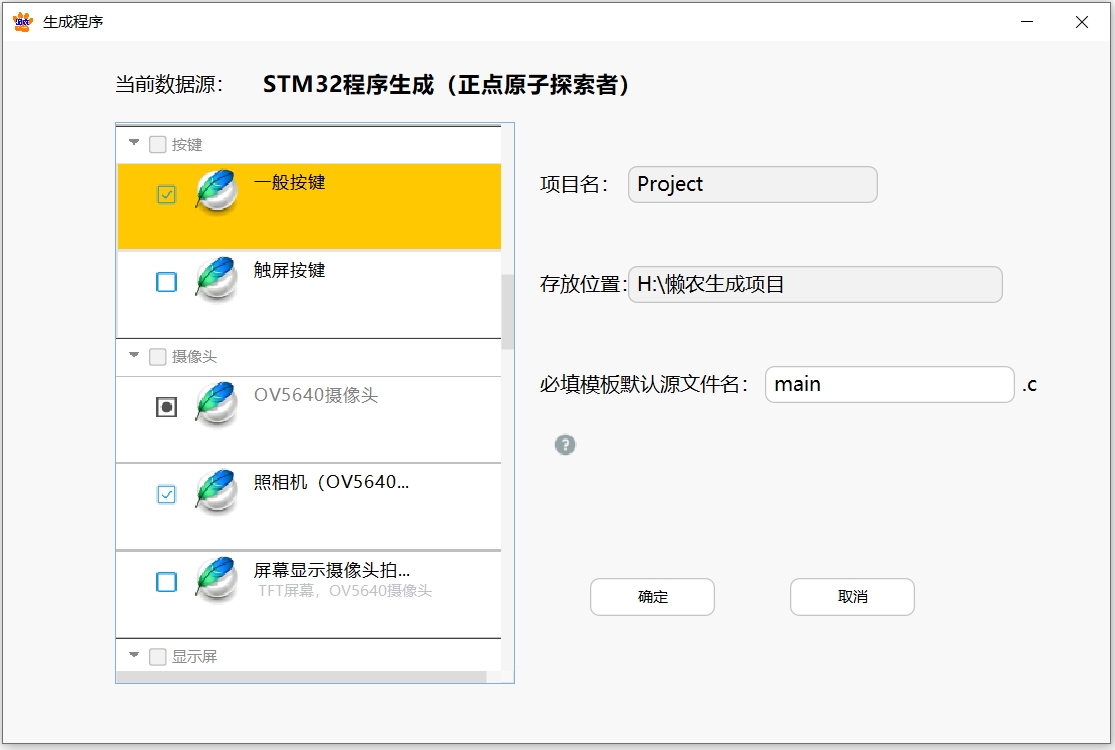 生成程序
当前数据源： STM32程序生成（正点原子探索者）
按键
一般按键
触屏按键
摄像头
OV5640摄像头
照相机（OV5640...
屏幕显示摄像头拍...
TFT屏幕，OV5640摄像头
显示屏
项目名： Project
存放位置: H:\懒农生成项目
必填模板默认源文件名： main .c
?
确定
取消